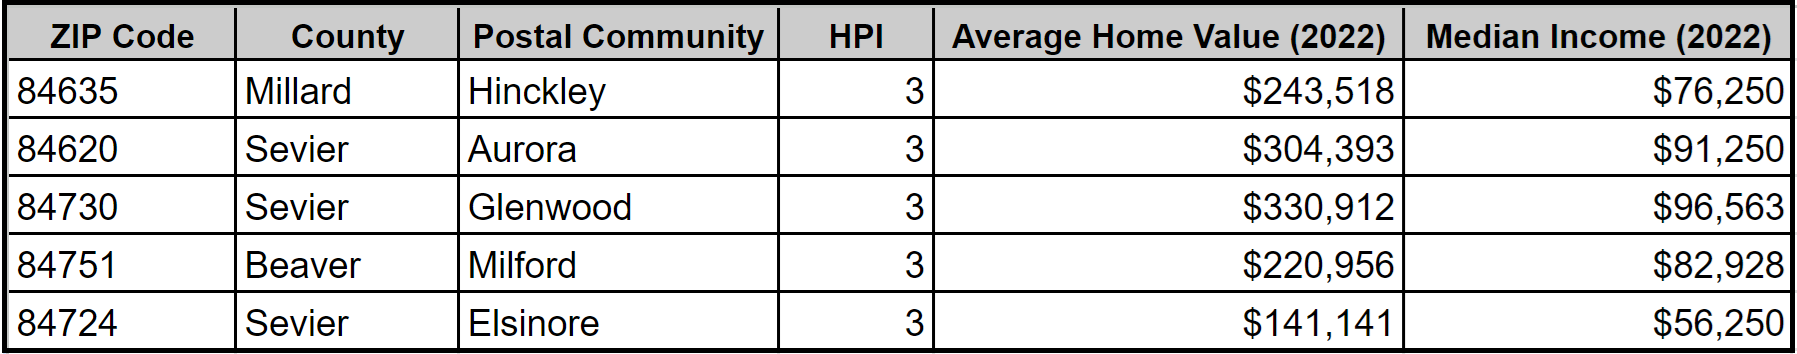 ZIP Code County Postal Community HPI Average Home Value (2022) Median Income (2022)
84635 Millard Hinckley 3 $243,518 $76,250
84620 Sevier Aurora 3 $304,393 $91,250
84730 Sevier Glenwood 3 $330,912 $96,563
84751 Beaver Milford 3 $220,956 $82,928
84724 Sevier Elsinore 3 $141,141 $56,250